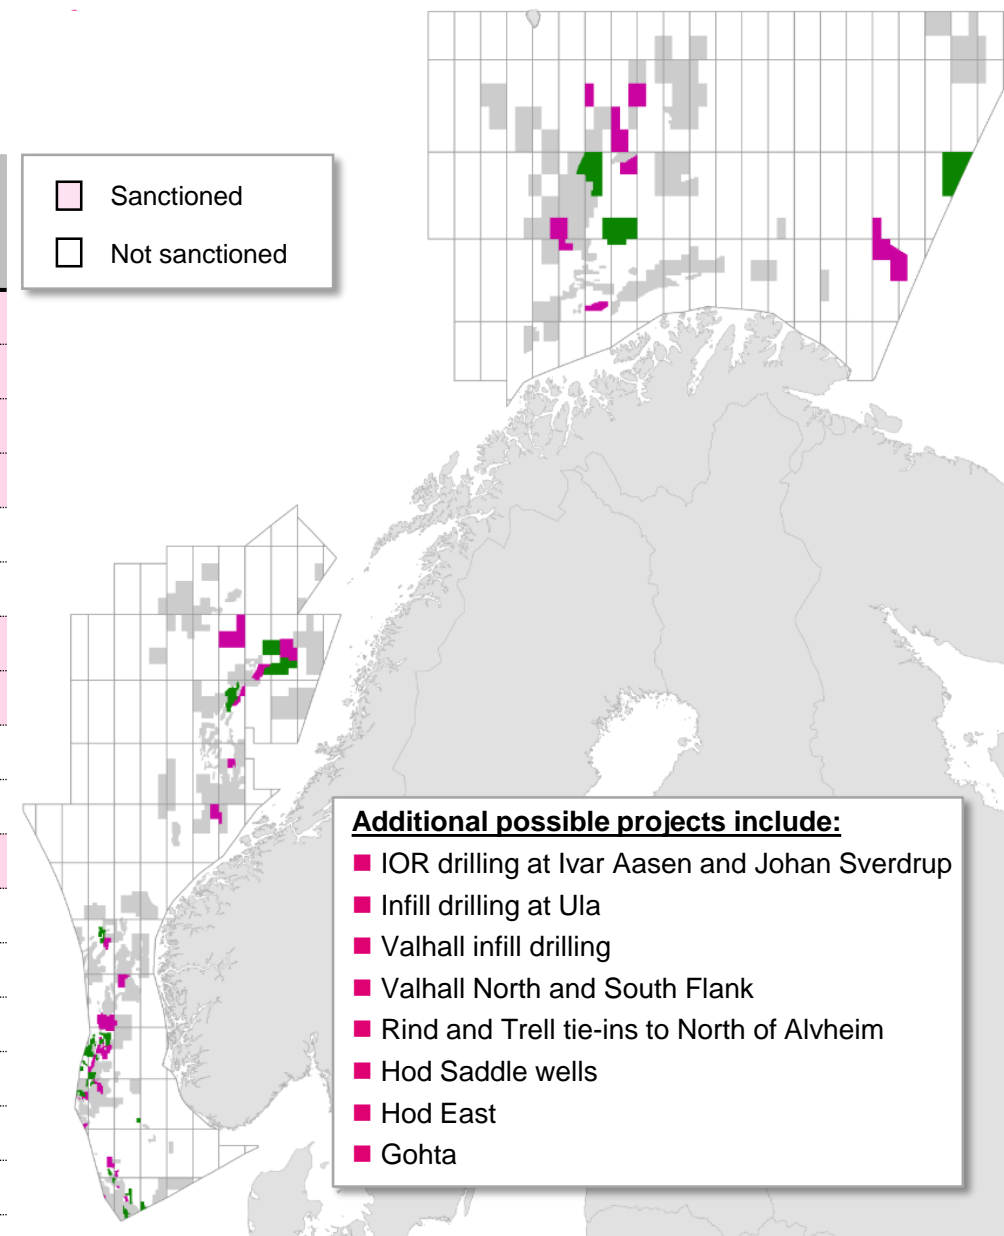 Sanctioned
Not sanctioned
Additional possible projects include:
IOR drilling at Ivar Aasen and Johan Sverdrup
Infill drilling at Ula
Valhall infill drilling
Valhall North and South Flank
Rind and Trell tie-ins to North of Alvheim
Hod Saddle wells
Hod East
Gohta